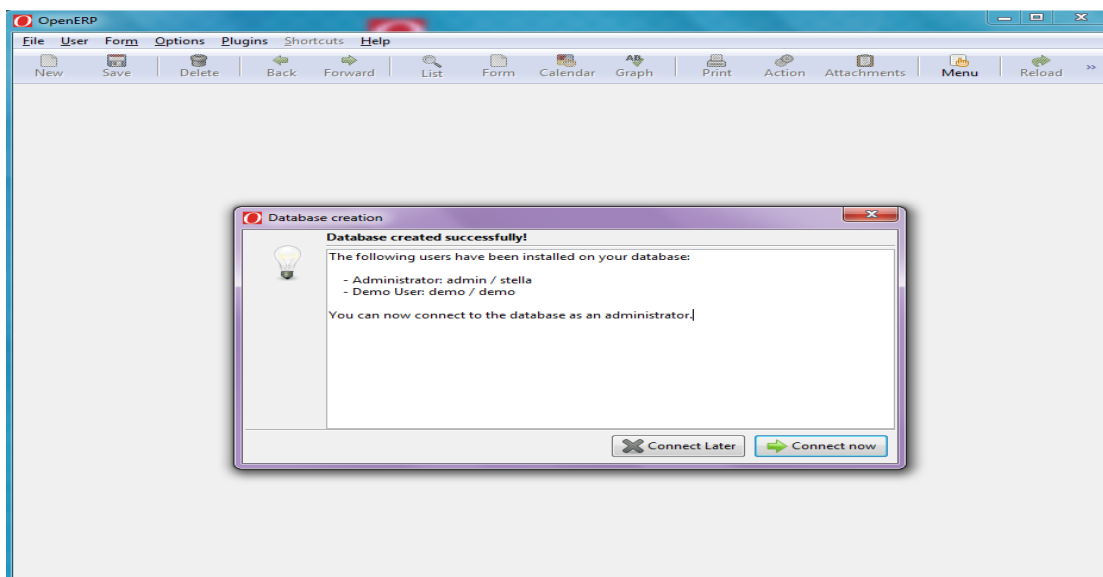 OpenERP
File User Form Options Plugins Shortcuts Help
New Save Delete Back Forward List Form Calendar Graph Print Action Attachments Menu Reload »
Database creation
Database created successfully!
The following users have been installed on your database:
- Administrator: admin / stella
- Demo User: demo / demo
You can now connect to the database as an administrator.
Connect Later Connect now